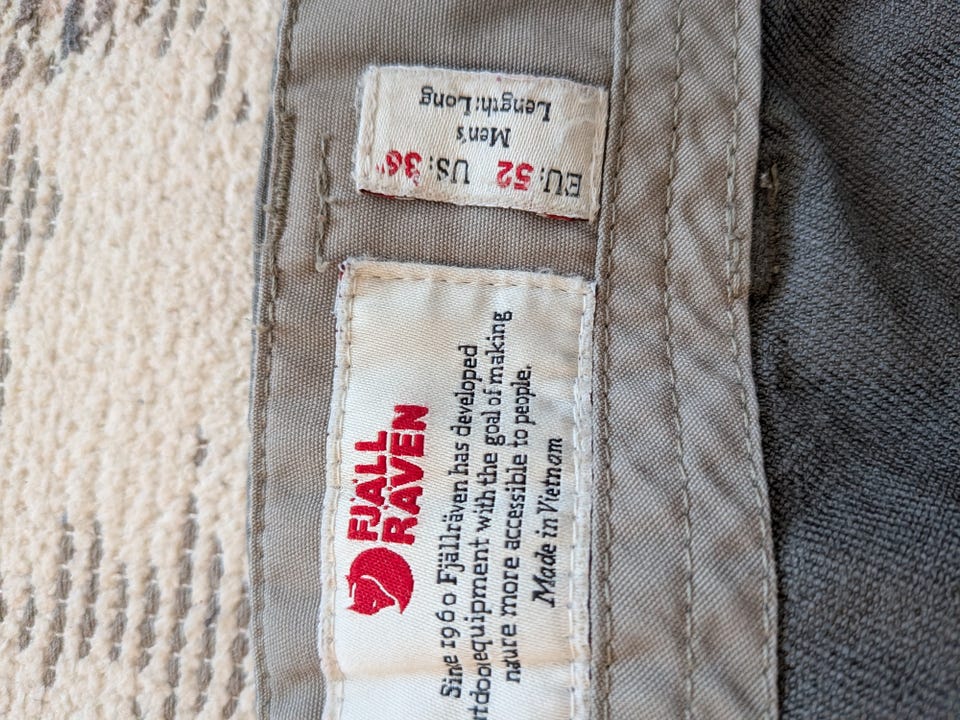 EU: 52 US: 36"
Men's
Length: Long
FJÄLL
RÄVEN
Sine 1960 Fjällräven has developed
equipment with the goal of making
nature more accessible to people.
Made in Vietnam